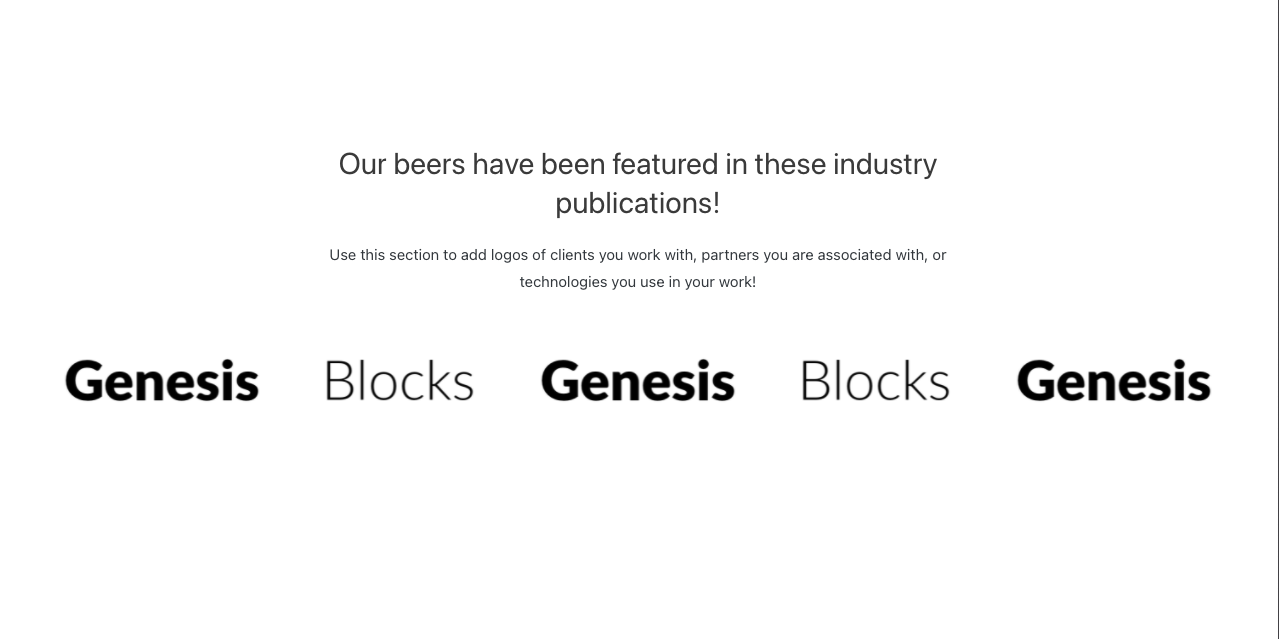 Our beers have been featured in these industry
publications!
Use this section to add logos of clients you work with, partners you are associated with, or
technologies you use in your work!
Genesis Blocks Genesis Blocks Genesis